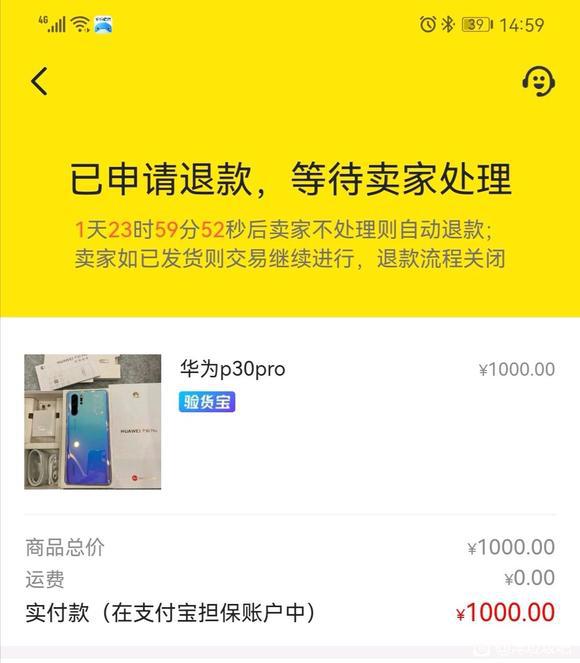 4G
39
14:59
已申请退款，等待卖家处理
1天23时59分52秒后卖家不处理则自动退款；
卖家如已发货则交易继续进行，退款流程关闭
华为p30pro
¥1000.00
验货宝
HUAWEI P30 Pro
商品总价
¥1000.00
运费
¥0.00
实付款（在支付宝担保账户中）
¥1000.00